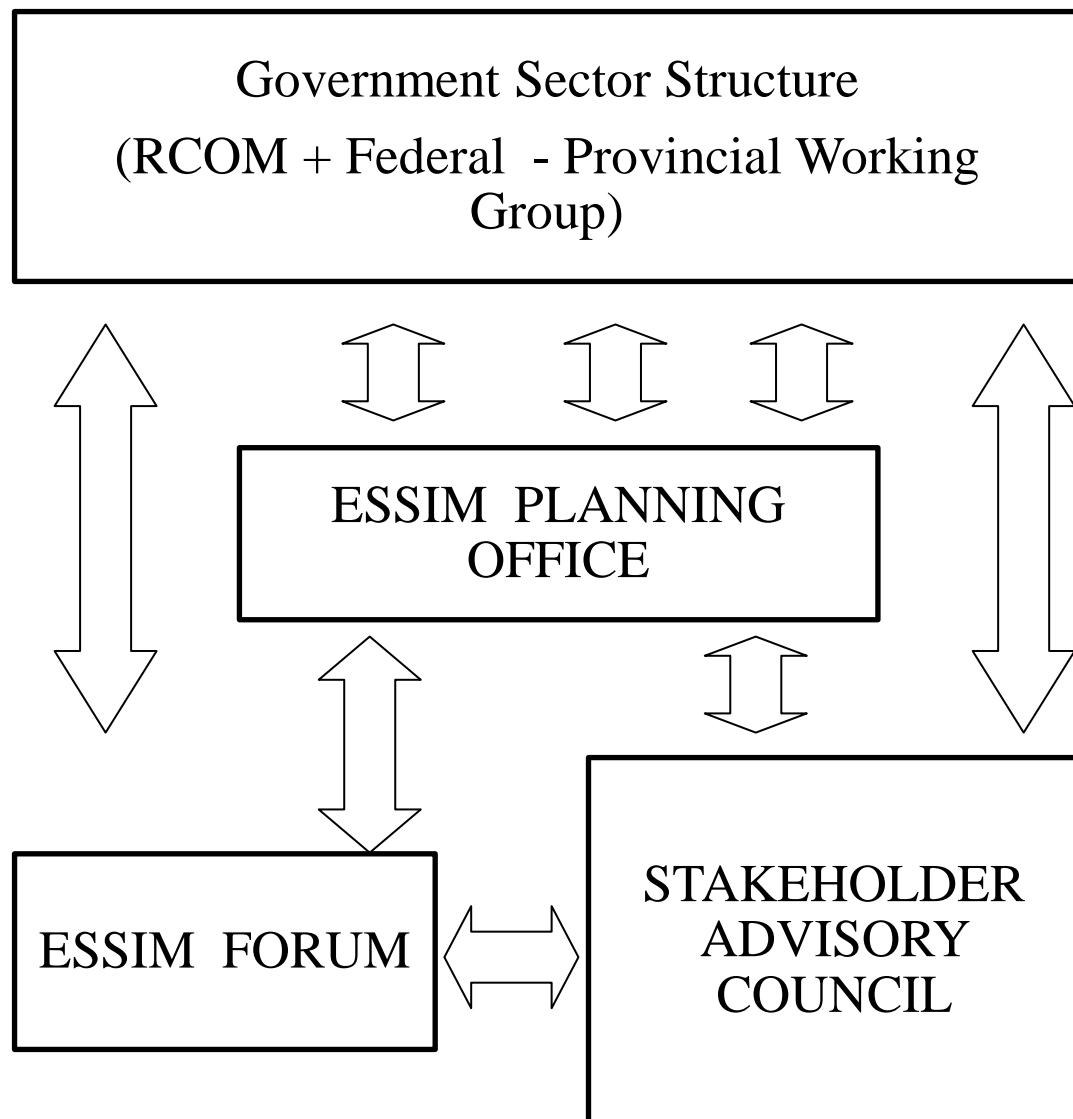 Government Sector Structure
(RCOM + Federal - Provincial Working
Group)
ESSIM PLANNING
OFFICE
ESSIM FORUM
STAKEHOLDER
ADVISORY
COUNCIL